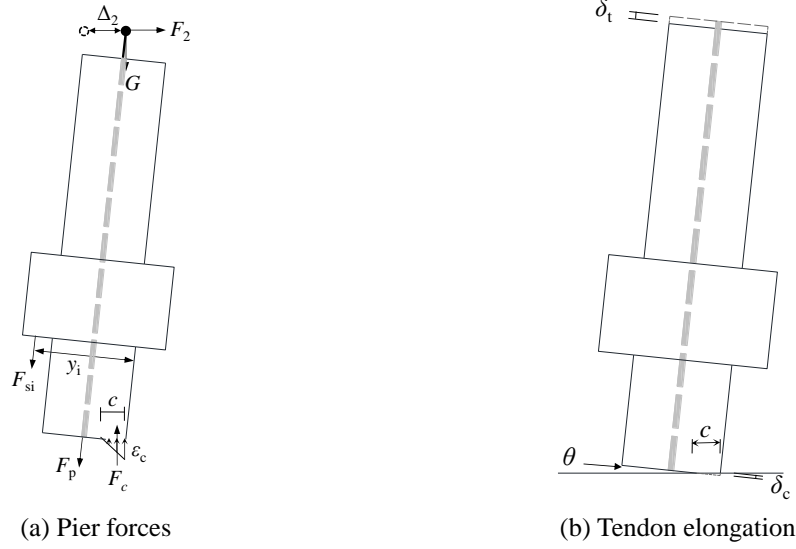 Δ2
F2
G
yi
Fsi
c
εc
Fp
Fc
(a) Pier forces
δt
c
θ
δc
(b) Tendon elongation